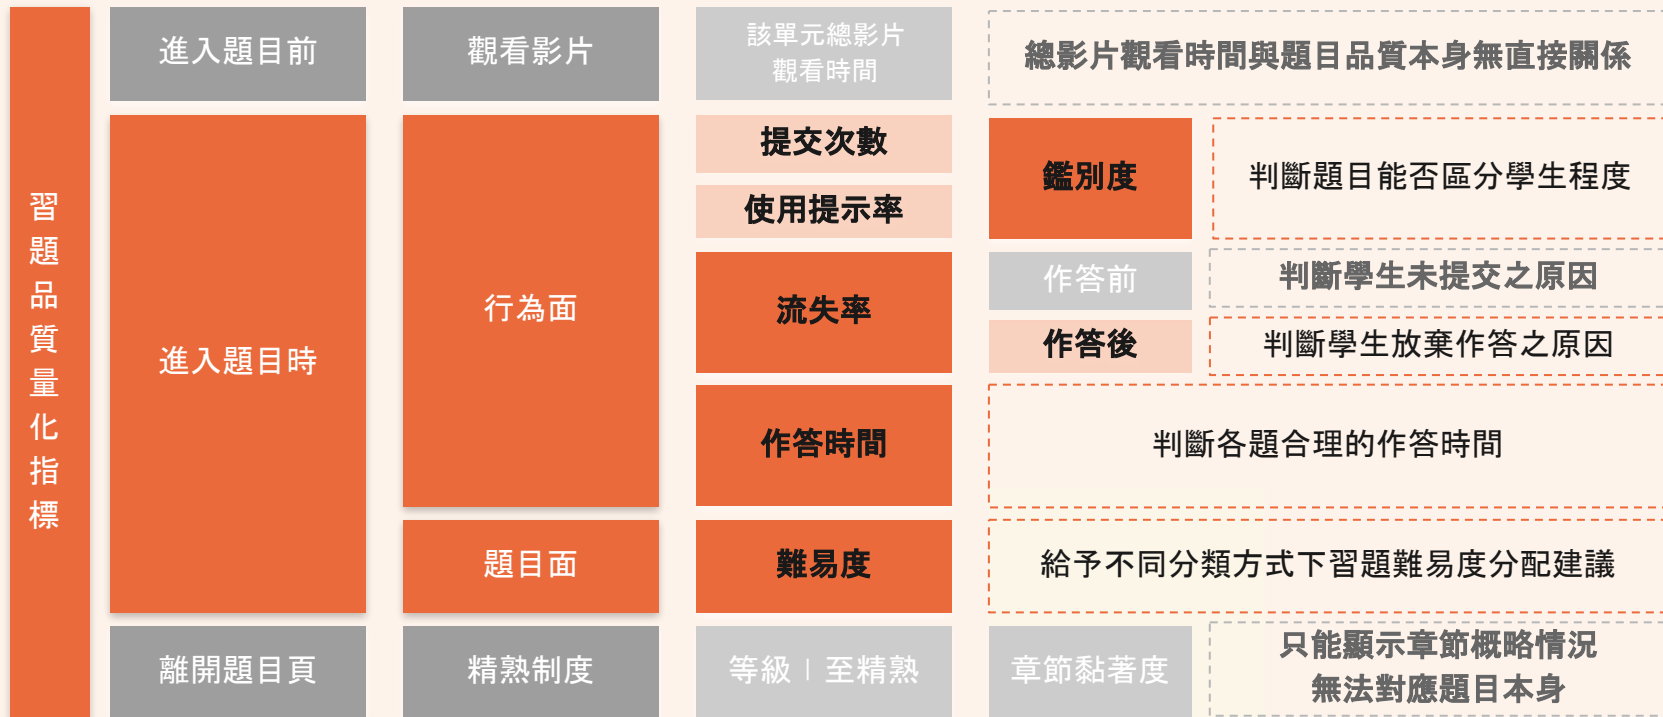 習題品質量化指標
進入題目前
觀看影片
該單元總影片
觀看時間
總影片觀看時間與題目品質本身無直接關係
進入題目時
行為面
提交次數
使用提示率
鑑別度
判斷題目能否區分學生程度
流失率
作答前
判斷學生未提交之原因
作答後
判斷學生放棄作答之原因
作答時間
判斷各題合理的作答時間
題目面
難易度
給予不同分類方式下習題難易度分配建議
離開題目頁
精熟制度
等級 | 至精熟
章節黏著度
只能顯示章節概略情況
無法對應題目本身